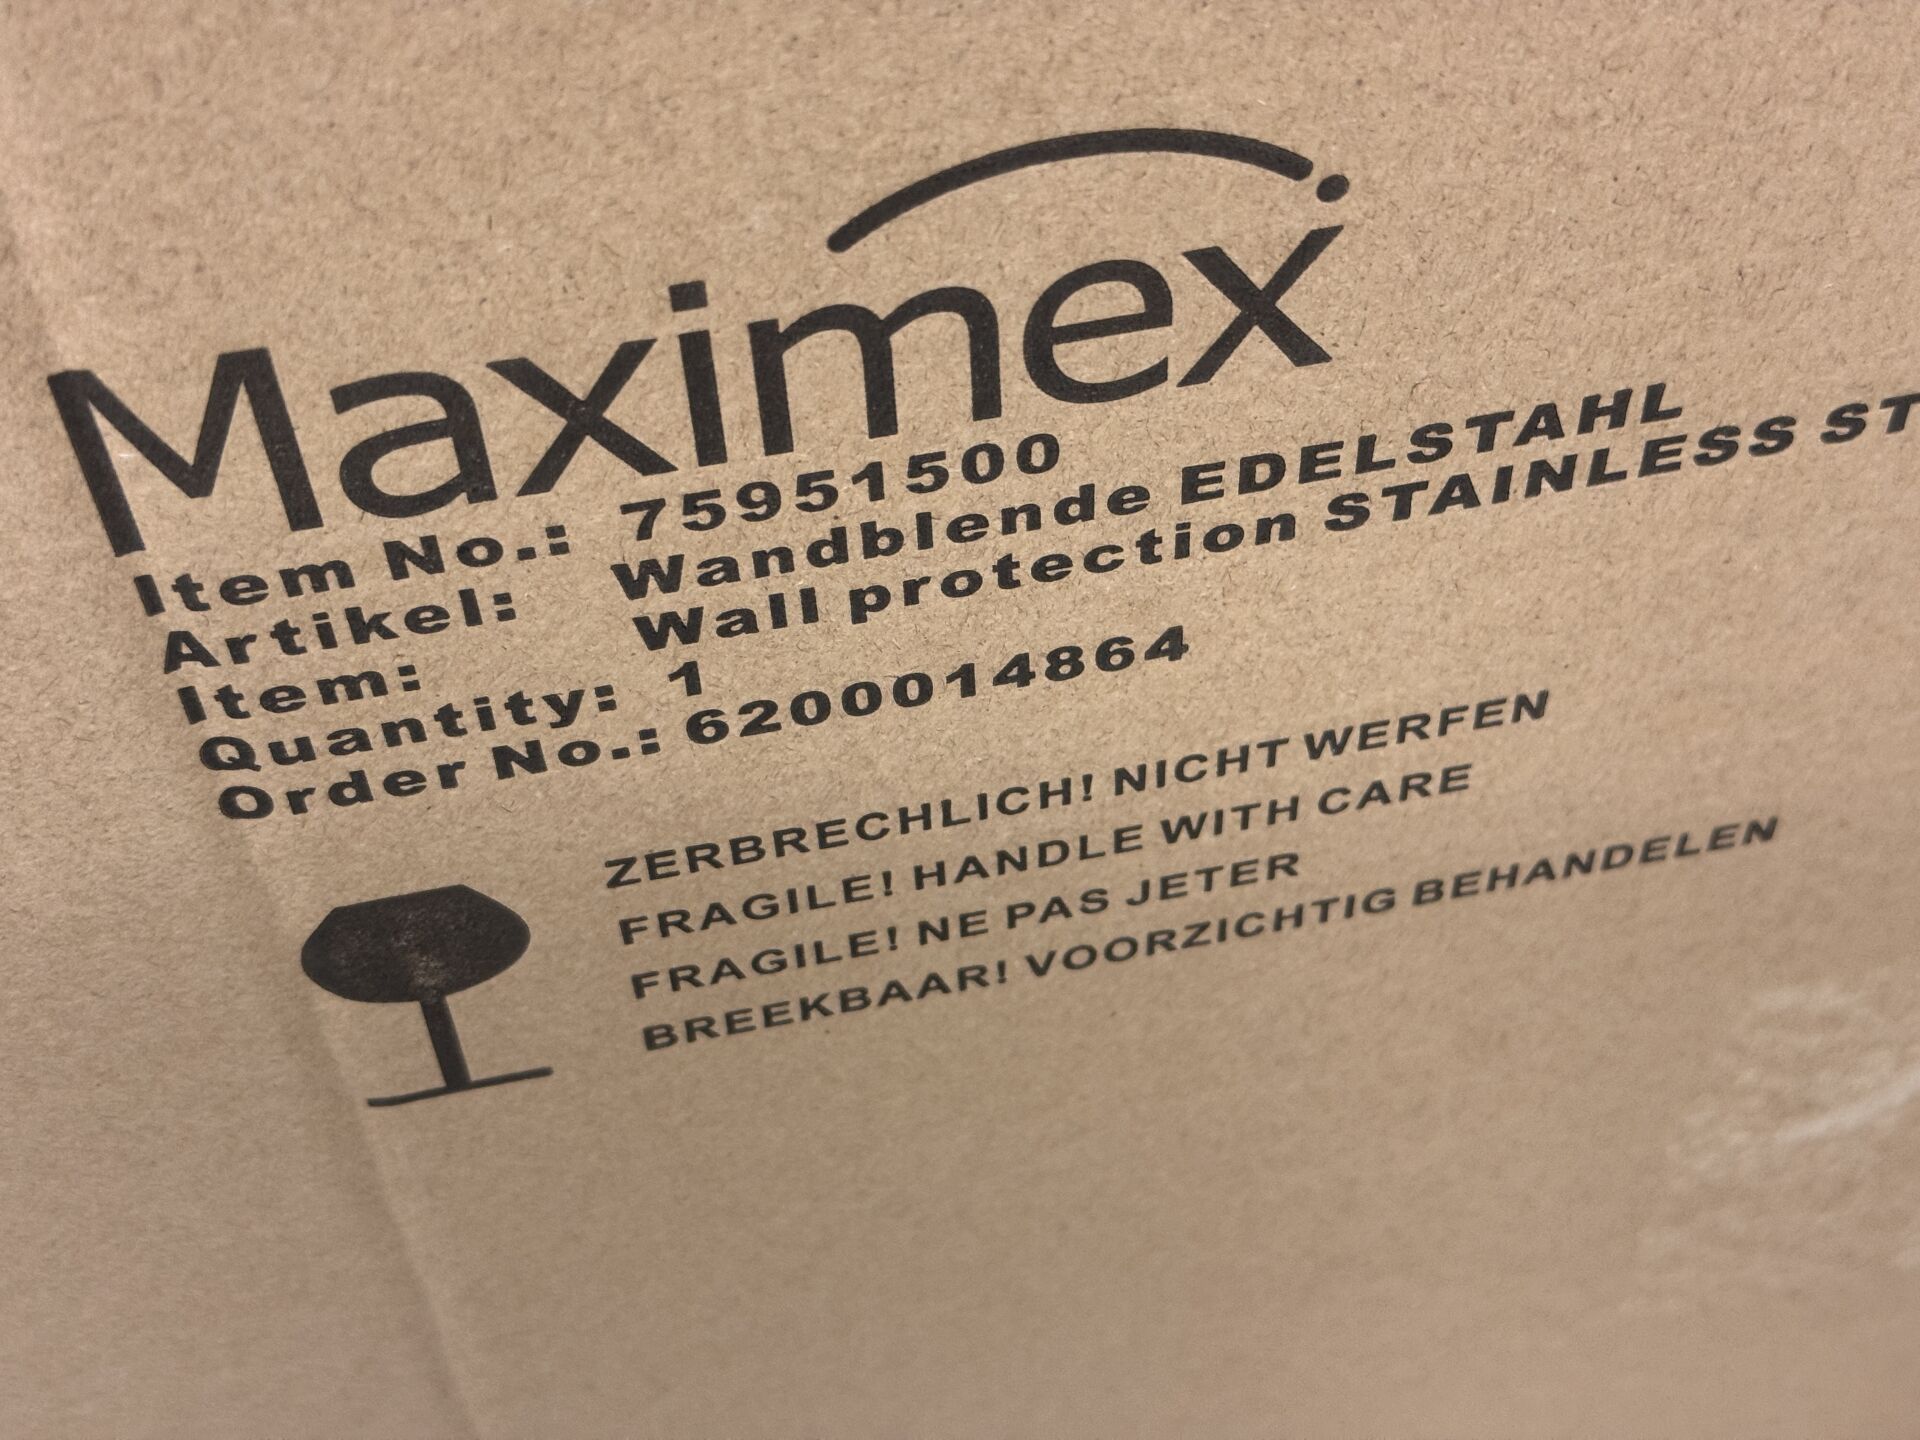 Maximex
Item No.: 75951500
Artikel: Wandblende EDELSTAHL
Item: Wall protection STAINLESS ST
Quantity: 1
Order No.: 6200014864
ZERBRECHLICH! NICHT WERFEN
FRAGILE! HANDLE WITH CARE
FRAGILE! NE PAS JETER
BREEKBAAR! VOORZICHTIG BEHANDELEN